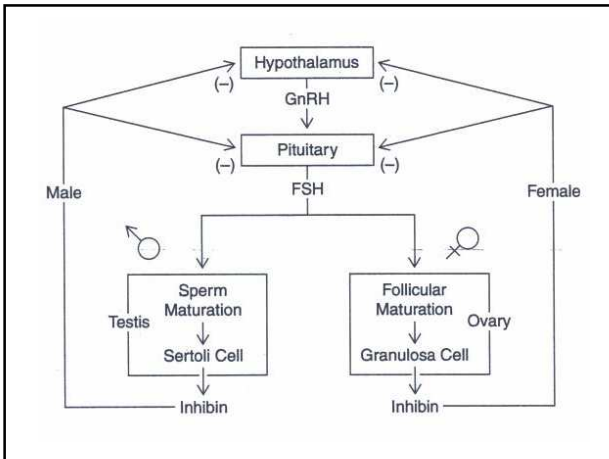 Hypothalamus
(-) (-)
GnRH
Pituitary
(-) (-)
FSH
Male
Female
Sperm
Maturation
Testis
Sertoli Cell
Inhibin
Follicular
Maturation
Ovary
Granulosa Cell
Inhibin